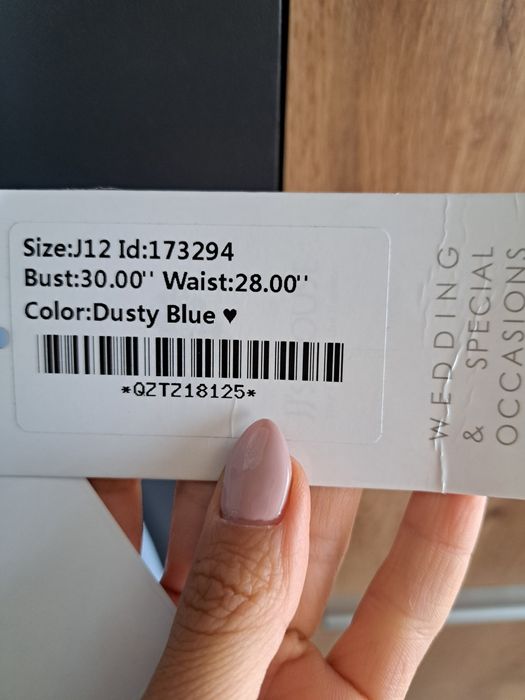 Size:J12 Id:173294
Bust:30.00'' Waist:28.00''
Color:Dusty Blue ♥
*QZTZ18125*
WEDDING
& SPECIAL
OCCASIONS